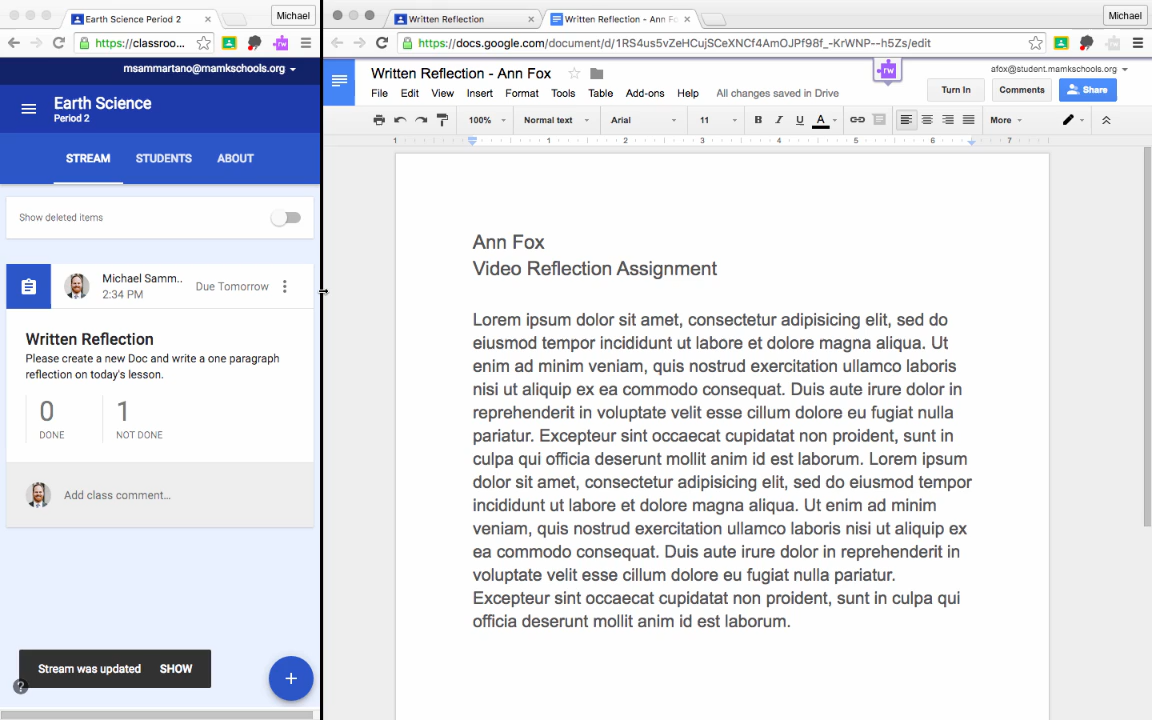 Earth Science Period 2
Michael
https://classroo...
msammartano@mamkschools.org
Earth Science
Period 2
STREAM
STUDENTS
ABOUT
Show deleted items
Michael Samm..
2:34 PM
Due Tomorrow
Written Reflection
Please create a new Doc and write a one paragraph
reflection on today's lesson.
0
DONE
1
NOT DONE
Add class comment...
Stream was updated
SHOW
?
+
Written Reflection
Written Reflection - Ann F
Michael
https://docs.google.com/document/d/1RS4us5vZeHCujSCeXNCf4AmOJPf98f_-KrWNP--h5Zs/edit
rw
Written Reflection - Ann Fox
afox@student.mamkschools.org
File Edit View Insert Format Tools Table Add-ons Help All changes saved in Drive
Turn In
Comments
Share
100% Normal text Arial 11 B I U A More
1 1 2 3 4 5 6 7
Ann Fox
Video Reflection Assignment
Lorem ipsum dolor sit amet, consectetur adipisicing elit, sed do
eiusmod tempor incididunt ut labore et dolore magna aliqua. Ut
enim ad minim veniam, quis nostrud exercitation ullamco laboris
nisi ut aliquip ex ea commodo consequat. Duis aute irure dolor in
reprehenderit in voluptate velit esse cillum dolore eu fugiat nulla
pariatur. Excepteur sint occaecat cupidatat non proident, sunt in
culpa qui officia deserunt mollit anim id est laborum. Lorem ipsum
dolor sit amet, consectetur adipisicing elit, sed do eiusmod tempor
incididunt ut labore et dolore magna aliqua. Ut enim ad minim
veniam, quis nostrud exercitation ullamco laboris nisi ut aliquip ex
ea commodo consequat. Duis aute irure dolor in reprehenderit in
voluptate velit esse cillum dolore eu fugiat nulla pariatur.
Excepteur sint occaecat cupidatat non proident, sunt in culpa qui
officia deserunt mollit anim id est laborum.